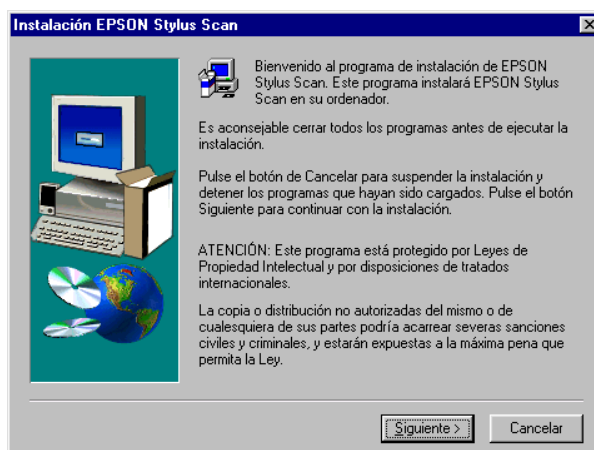 Instalación EPSON Stylus Scan
Bienvenido al programa de instalación de EPSON
Stylus Scan. Este programa instalará EPSON Stylus
Scan en su ordenador.
Es aconsejable cerrar todos los programas antes de ejecutar la
instalación.
Pulse el botón de Cancelar para suspender la instalación y
detener los programas que hayan sido cargados. Pulse el botón
Siguiente para continuar con la instalación.
ATENCIÓN: Este programa está protegido por Leyes de
Propiedad Intelectual y por disposiciones de tratados
internacionales.
La copia o distribución no autorizadas del mismo o de
cualesquiera de sus partes podría acarrear severas sanciones
civiles y criminales, y estarán expuestas a la máxima pena que
permita la Ley.
Siguiente > Cancelar